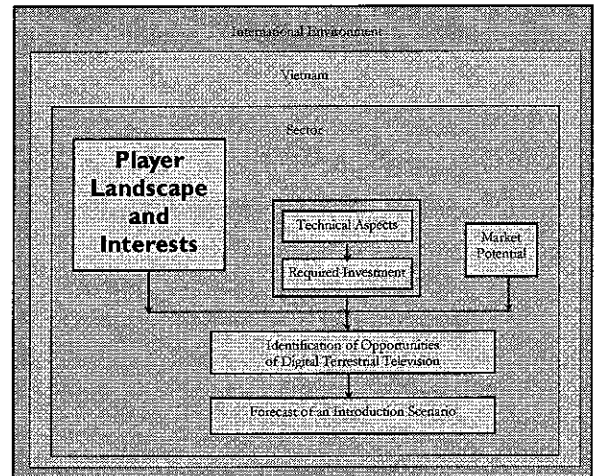 International Environment
Vietnam
Sector
Player
Landscape
and
Interests
Technical Aspects
Required Investment
Market
Potential
Identification of Opportunities
of Digital Terrestrial Television
Forecast of an Introduction Scenario